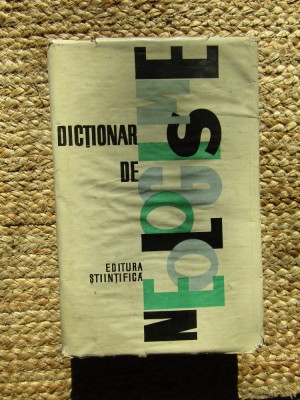 DICȚIONAR
DE
NEOLOGISME
EDITURA
ȘTIINȚIFICĂ